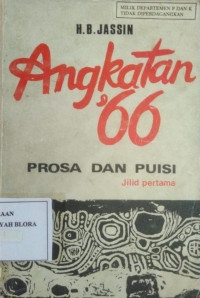 MILIK DEPARTEMEN P DAN K
TIDAK DIPERDAGANGKAN
H.B. JASSIN
Angkatan
'66
PROSA DAN PUISI
Jilid pertama
AAN
YAH BLORA